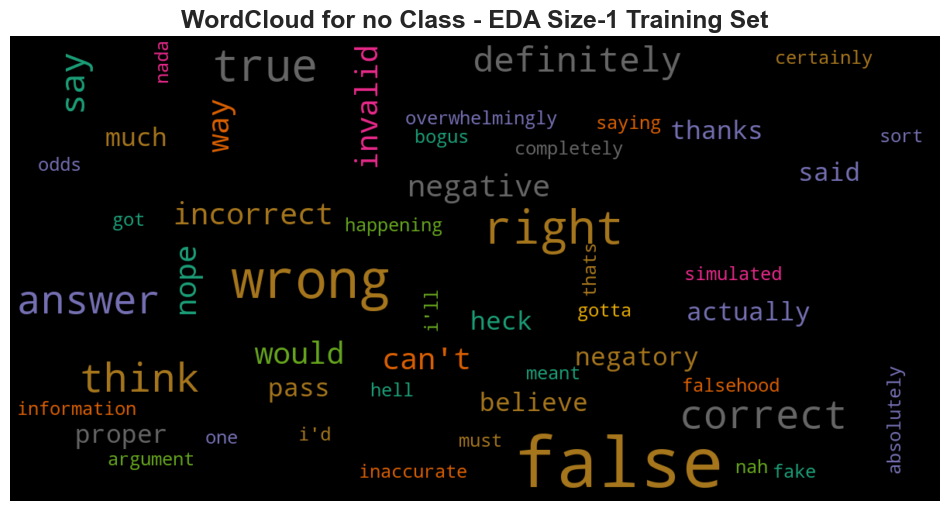 WordCloud for no Class - EDA Size-1 Training Set
say
nada
true
invalid
definitely
certainly
way
much
overwhelmingly
bogus
saying
thanks
completely
sort
odds
said
negative
incorrect
got
happening
right
nope
wrong
thats
simulated
answer
i'll
heck
gotta
actually
would
can't
negatory
think
pass
hell
meant
falsehood
believe
absolutely
information
correct
proper
one
i'd
must
argument
inaccurate
false
nah
fake